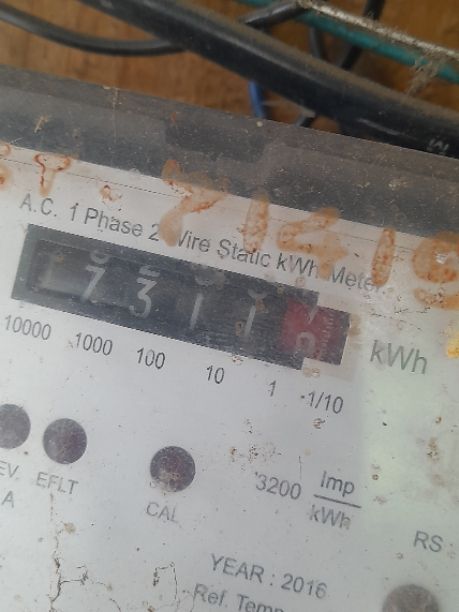 71419
A.C. 1 Phase 2 Wire Static kWh Meter
7311
kWh
10000 1000 100 10 1 1/10
EFLT
A
CAL
3200 Imp/kWh
RS
YEAR : 2016
Ref. Temp